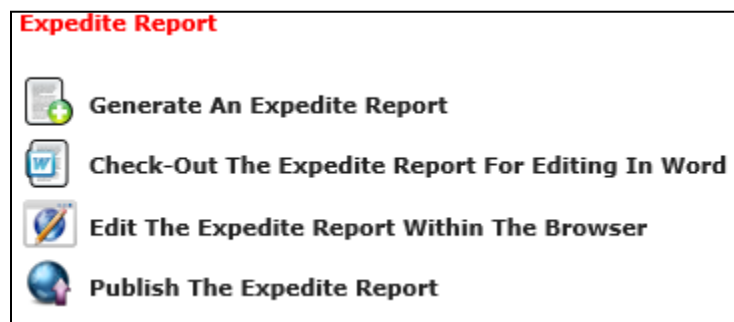 Expedite Report
Generate An Expedite Report
Check-Out The Expedite Report For Editing In Word
Edit The Expedite Report Within The Browser
Publish The Expedite Report